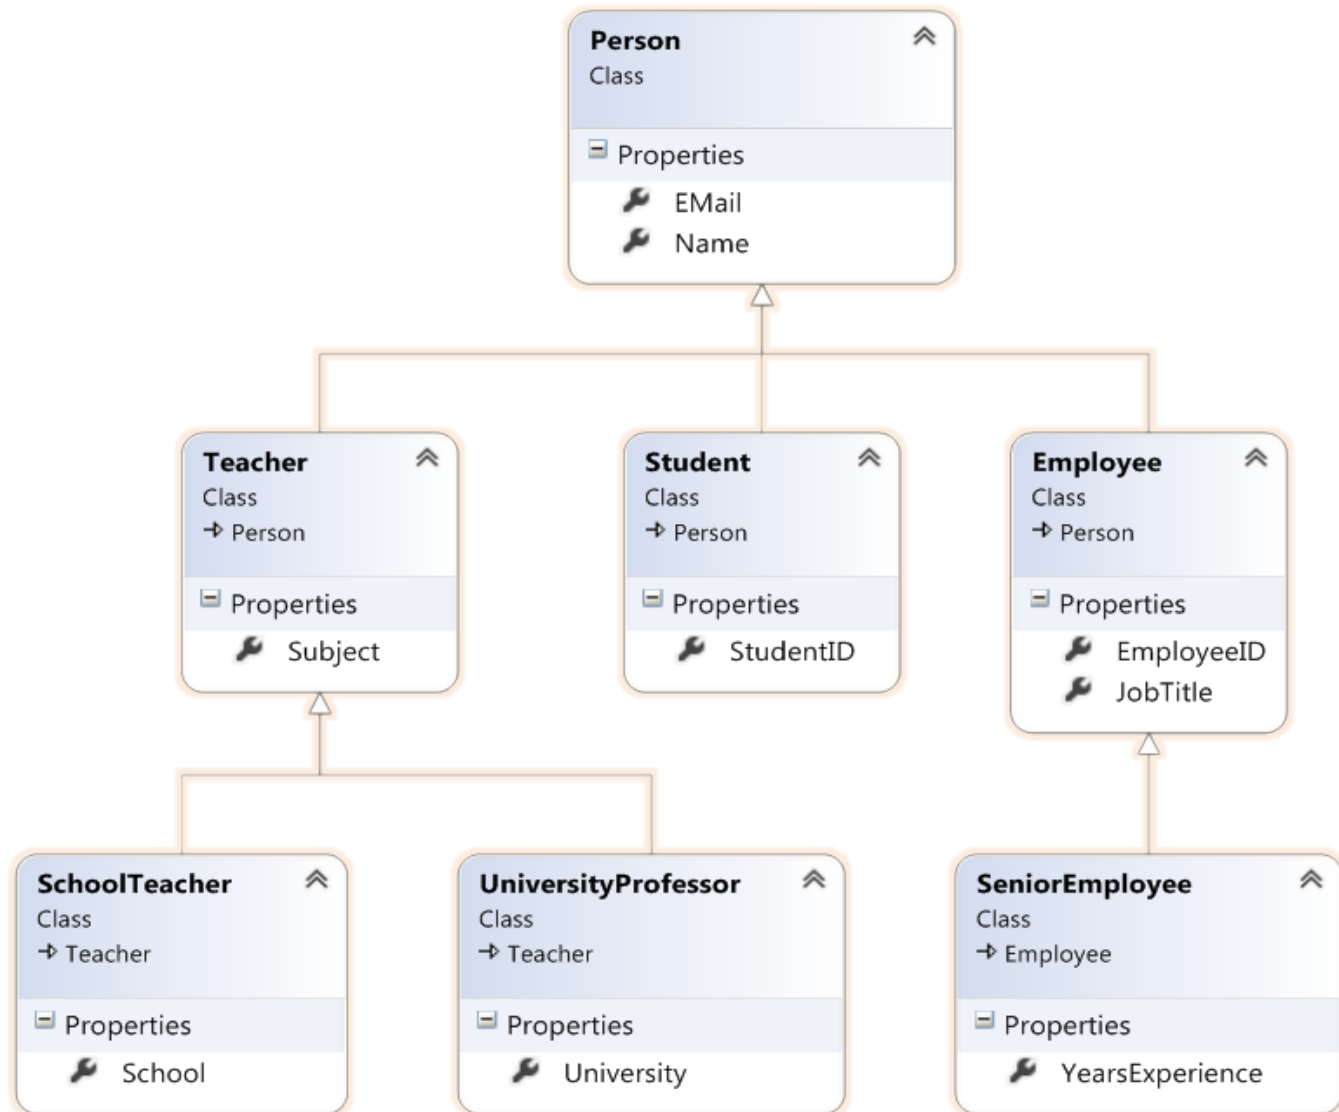 Person
Class
Properties
EMail
Name
Teacher
Class
Person
Properties
Subject
Student
Class
Person
Properties
StudentID
Employee
Class
Person
Properties
EmployeeID
JobTitle
SchoolTeacher
Class
Teacher
Properties
School
UniversityProfessor
Class
Teacher
Properties
University
SeniorEmployee
Class
Employee
Properties
YearsExperience